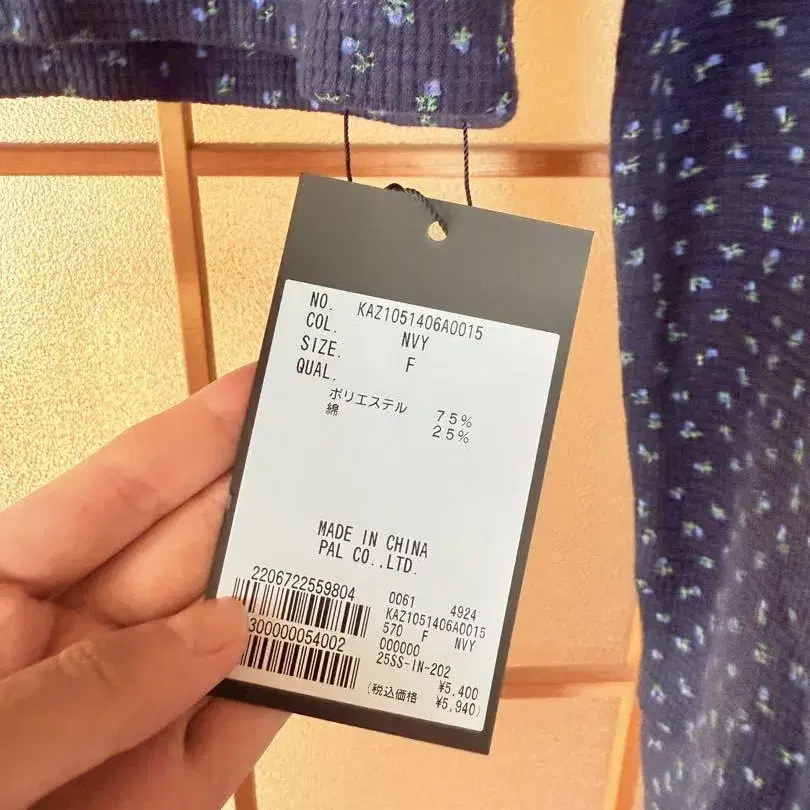 NO. KAZ1051406A0015
COL. NVY
SIZE. F
QUAL.
ポリエステル 75%
綿 25%
MADE IN CHINA
PAL CO.,LTD.
2206722559804
300000054002
0061 4924
KAZ1051406A0015
570 F NVY
000000
25SS-IN-202
¥5,400
(税込価格 ¥5,940)